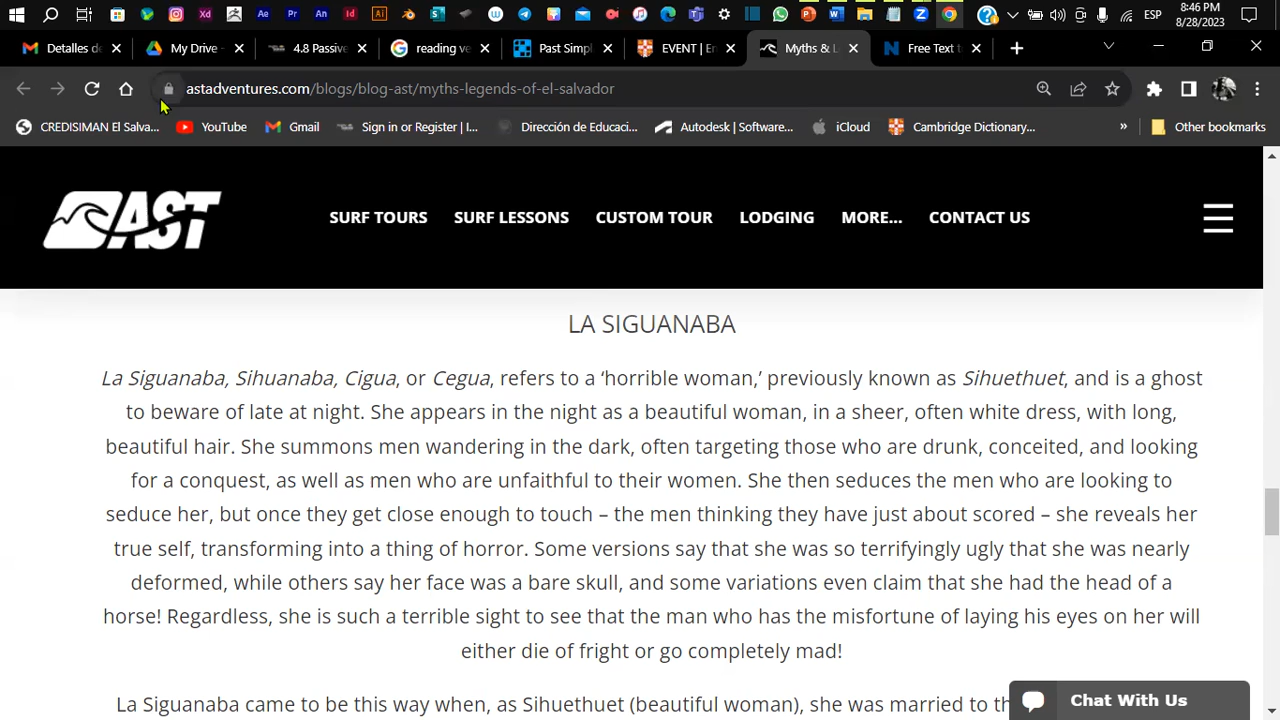 8:46 PM
ESP
8/28/2023
Detalles de
My Drive -
4.8 Passive
reading ve
Past Simpl
EVENT | En
Myths & L
Free Text t
astadventures.com/blogs/blog-ast/myths-legends-of-el-salvador
CREDISIMAN El Salva...
YouTube
Gmail
Sign in or Register | I...
Dirección de Educaci...
Autodesk | Software...
iCloud
Cambridge Dictionary...
»
Other bookmarks
AST
SURF TOURS
SURF LESSONS
CUSTOM TOUR
LODGING
MORE...
CONTACT US
LA SIGUANABA
La Siguanaba, Sihuanaba, Cigua, or Cegua, refers to a ‘horrible woman,’ previously known as Sihuethuet, and is a ghost
to beware of late at night. She appears in the night as a beautiful woman, in a sheer, often white dress, with long,
beautiful hair. She summons men wandering in the dark, often targeting those who are drunk, conceited, and looking
for a conquest, as well as men who are unfaithful to their women. She then seduces the men who are looking to
seduce her, but once they get close enough to touch – the men thinking they have just about scored – she reveals her
true self, transforming into a thing of horror. Some versions say that she was so terrifyingly ugly that she was nearly
deformed, while others say her face was a bare skull, and some variations even claim that she had the head of a
horse! Regardless, she is such a terrible sight to see that the man who has the misfortune of laying his eyes on her will
either die of fright or go completely mad!
La Siguanaba came to be this way when, as Sihuethuet (beautiful woman), she was married to th
Chat With Us